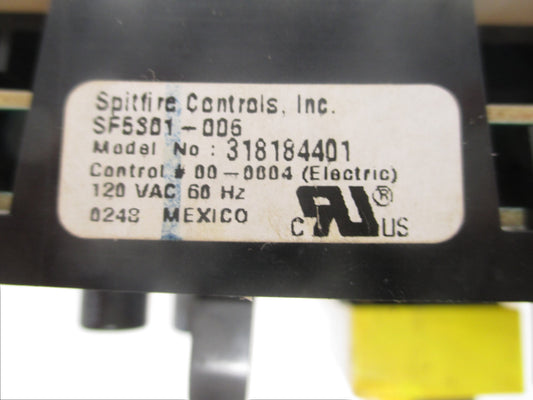 Spitfire Controls, Inc.
SF5301-006
Model No: 318184401
Control # 00-0004 (Electric)
120 VAC 60 Hz
0248 MEXICO
C RU ® US